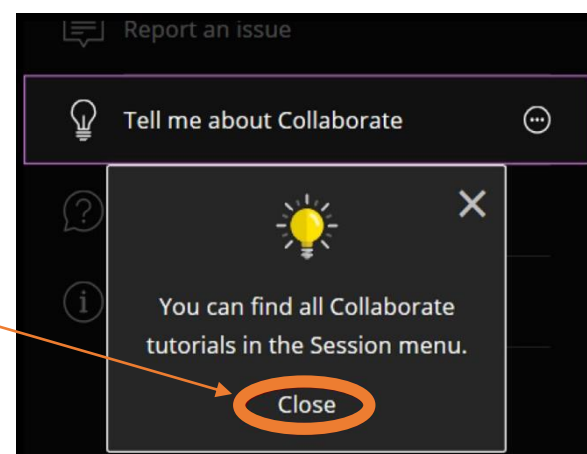 Report an issue
Tell me about Collaborate
You can find all Collaborate
tutorials in the Session menu.
Close